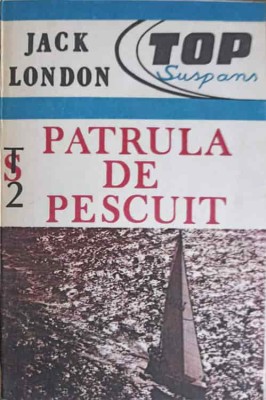 JACK
LONDON
TOP
Suspans
PATRULA
DE
PESCUIT
TS
2